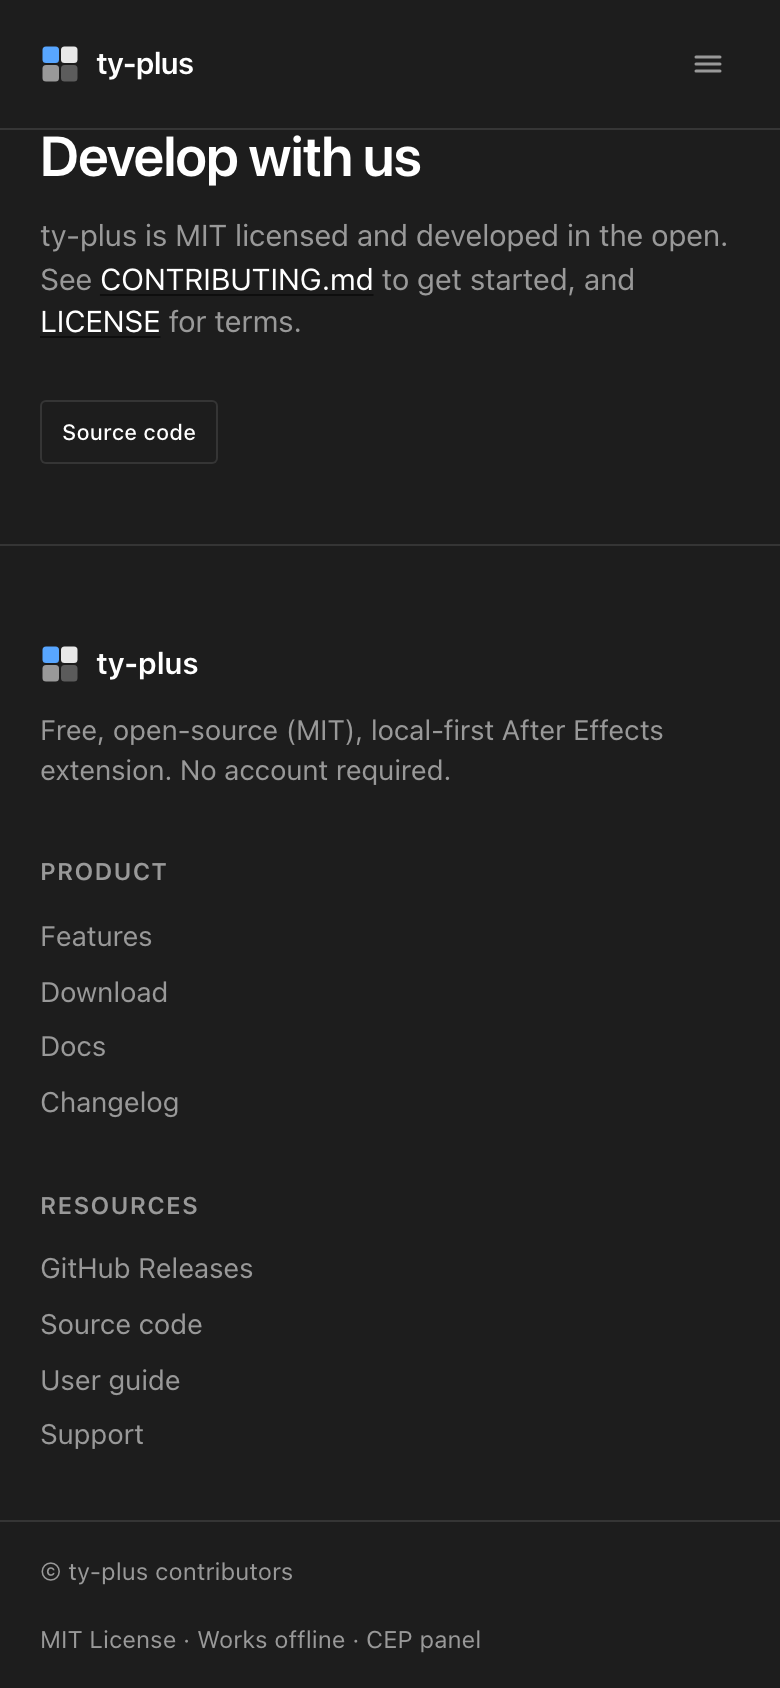 ty-plus
Develop with us
ty-plus is MIT licensed and developed in the open.
See CONTRIBUTING.md to get started, and
LICENSE for terms.
Source code
ty-plus
Free, open-source (MIT), local-first After Effects
extension. No account required.
PRODUCT
Features
Download
Docs
Changelog
RESOURCES
GitHub Releases
Source code
User guide
Support
© ty-plus contributors
MIT License · Works offline · CEP panel